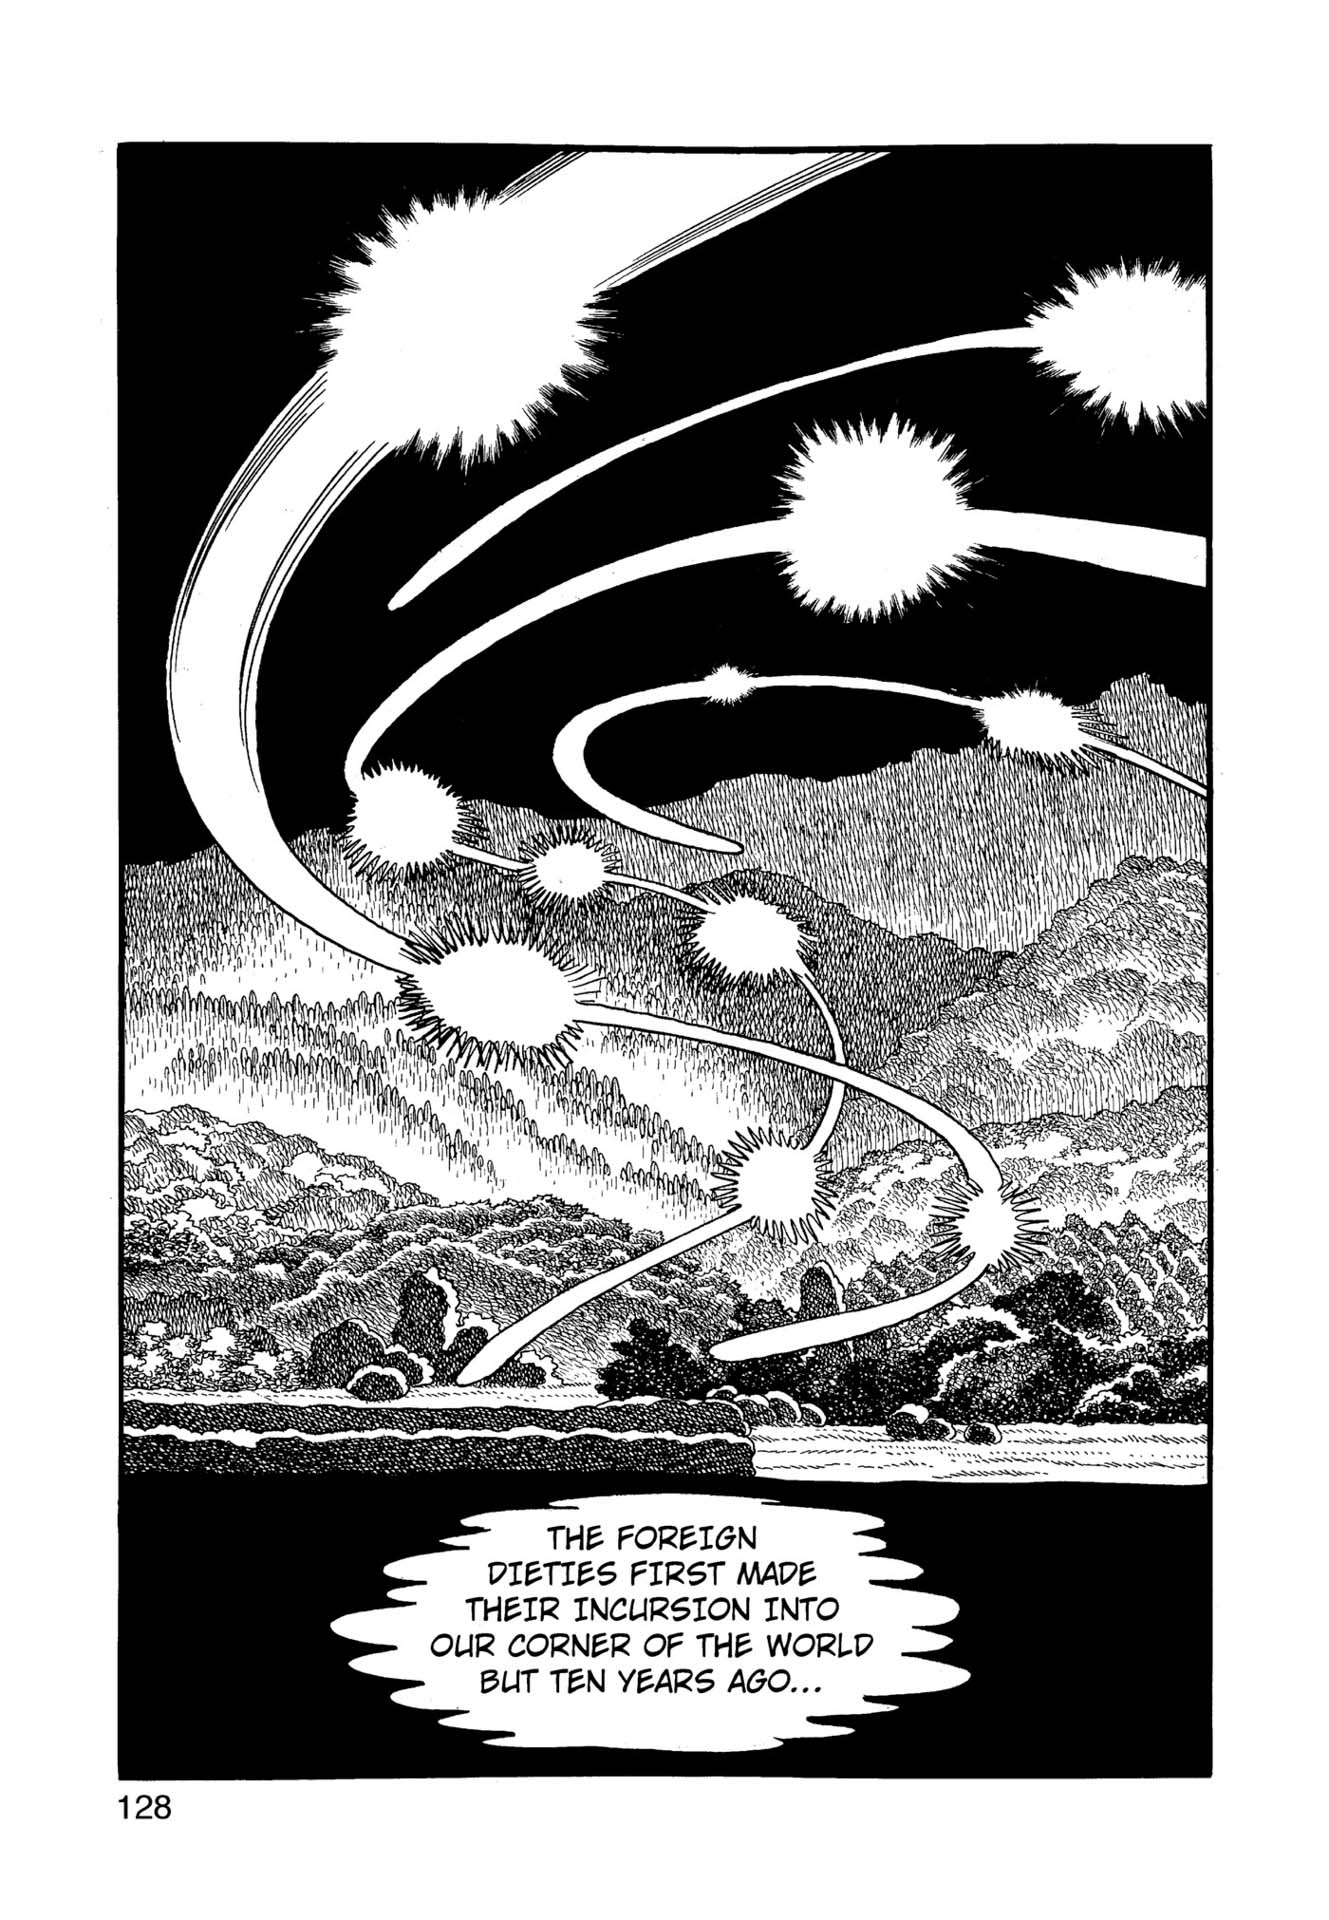 THE FOREIGN
DIETIES FIRST MADE
THEIR INCURSION INTO
OUR CORNER OF THE WORLD
BUT TEN YEARS AGO...
128